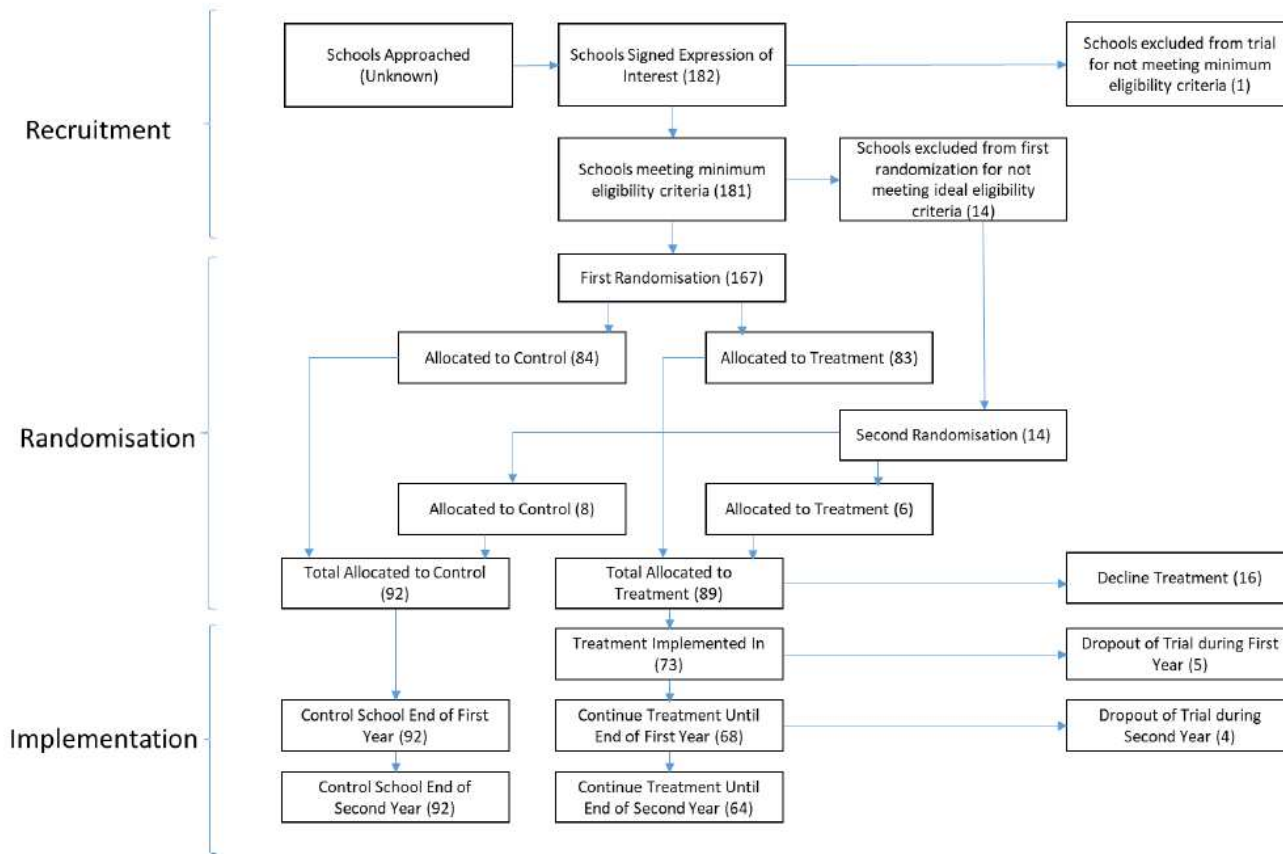 Schools Approached
(Unknown)
Schools Signed Expression of
Interest (182)
Schools excluded from trial
for not meeting minimum
eligibility criteria (1)
Recruitment
Schools meeting minimum
eligibility criteria (181)
Schools excluded from first
randomization for not
meeting ideal eligibility
criteria (14)
First Randomisation (167)
Allocated to Control (84)
Allocated to Treatment (83)
Randomisation
Second Randomisation (14)
Allocated to Control (8)
Allocated to Treatment (6)
Total Allocated to Control
(92)
Total Allocated to
Treatment (89)
Decline Treatment (16)
Treatment Implemented In
(73)
Dropout of Trial during First
Year (5)
Implementation
Control School End of First
Year (92)
Continue Treatment Until
End of First Year (68)
Dropout of Trial during
Second Year (4)
Control School End of
Second Year (92)
Continue Treatment Until
End of Second Year (64)